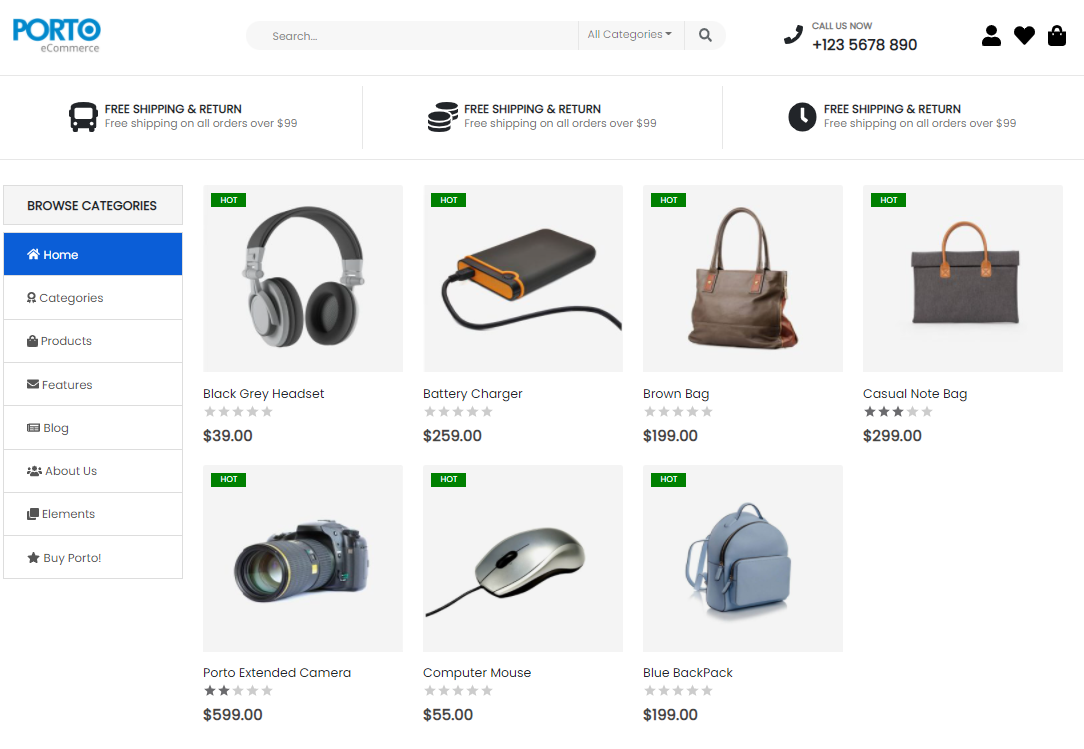 PORTO
eCommerce
Search...
All Categories
CALL US NOW
+123 5678 890
FREE SHIPPING & RETURN
Free shipping on all orders over $99
FREE SHIPPING & RETURN
Free shipping on all orders over $99
FREE SHIPPING & RETURN
Free shipping on all orders over $99
BROWSE CATEGORIES
Home
Categories
Products
Features
Blog
About Us
Elements
Buy Porto!
HOT
Black Grey Headset
$39.00
HOT
Battery Charger
$259.00
HOT
Brown Bag
$199.00
HOT
Casual Note Bag
$299.00
HOT
Porto Extended Camera
$599.00
HOT
Computer Mouse
$55.00
HOT
Blue BackPack
$199.00